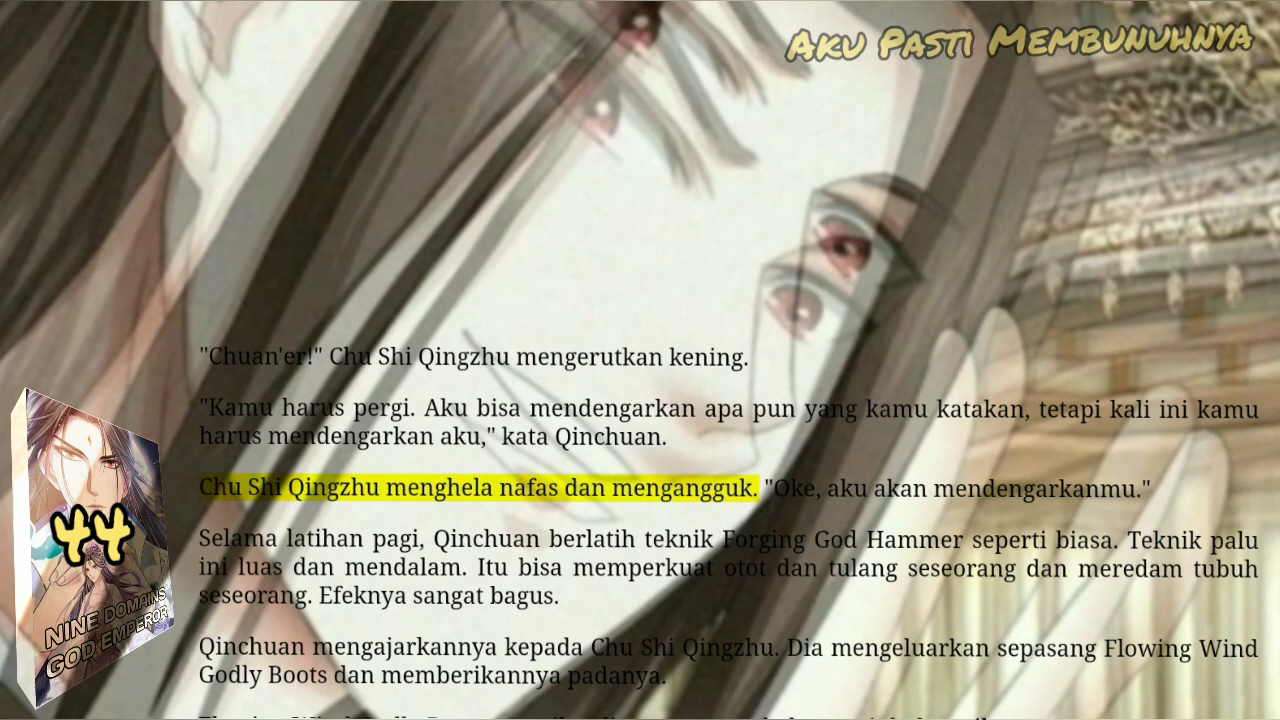 Aku Pasti Membunuhnya
"Chuan'er!" Chu Shi Qingzhu mengerutkan kening.
"Kamu harus pergi. Aku bisa mendengarkan apa pun yang kamu katakan, tetapi kali ini kamu
harus mendengarkan aku," kata Qinchuan.
Chu Shi Qingzhu menghela nafas dan mengangguk. "Oke, aku akan mendengarkanmu."
Selama latihan pagi, Qinchuan berlatih teknik Forging God Hammer seperti biasa. Teknik palu
ini luas dan mendalam. Itu bisa memperkuat otot dan tulang seseorang dan meredam tubuh
seseorang. Efeknya sangat bagus.
Qinchuan mengajarkannya kepada Chu Shi Qingzhu. Dia mengeluarkan sepasang Flowing Wind
Godly Boots dan memberikannya padanya.
44
NINE DOMAINS
GOD EMPEROR